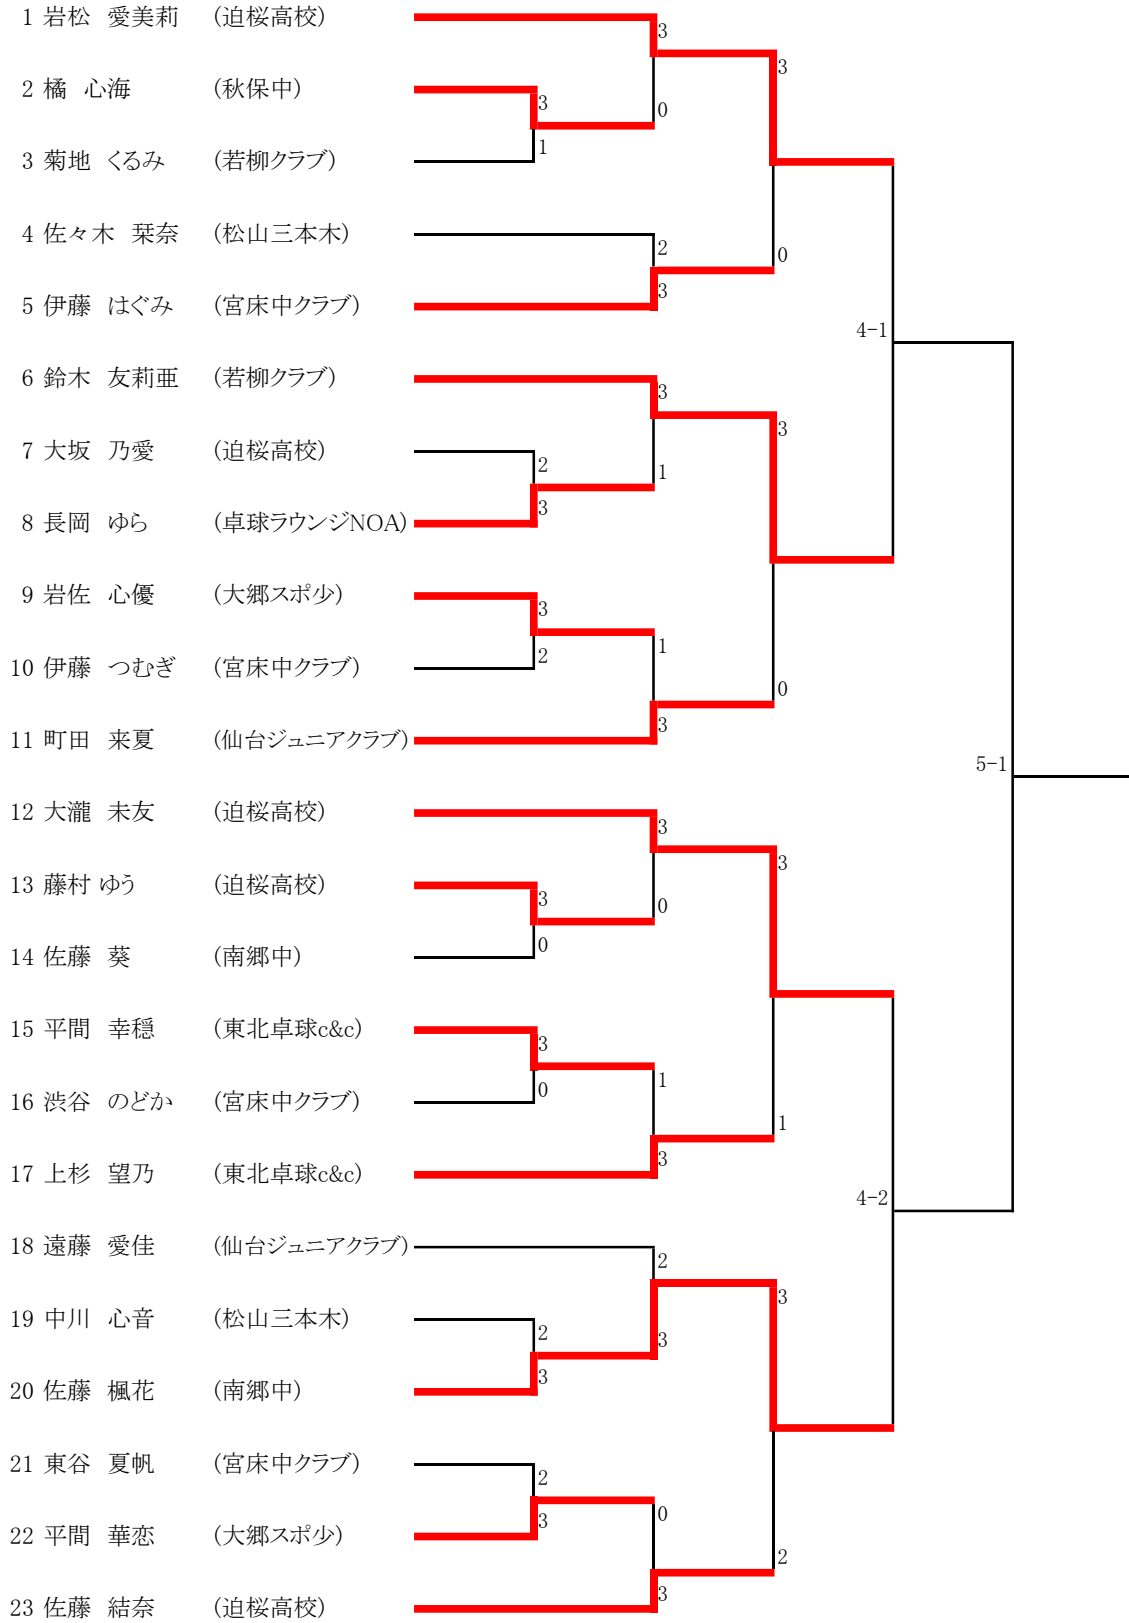 1 岩松 愛美莉 (迫桜高校)
3
3
2 橘 心海 (秋保中)
3
0
1
3 菊地 くるみ (若柳クラブ)
4 佐々木 栞奈 (松山三本木)
2
0
3
5 伊藤 はぐみ (宮床中クラブ)
4-1
6 鈴木 友莉亜 (若柳クラブ)
3
3
7 大坂 乃愛 (迫桜高校)
2
1
3
8 長岡 ゆら (卓球ラウンジNOA)
9 岩佐 心優 (大郷スポ少)
3
1
2
10 伊藤 つむぎ (宮床中クラブ)
0
3
11 町田 来夏 (仙台ジュニアクラブ)
5-1
12 大瀧 未友 (迫桜高校)
3
3
13 藤村 ゆう (迫桜高校)
3
0
0
14 佐藤 葵 (南郷中)
15 平間 幸穏 (東北卓球c&c)
3
1
0
16 渋谷 のどか (宮床中クラブ)
1
3
17 上杉 望乃 (東北卓球c&c)
4-2
18 遠藤 愛佳 (仙台ジュニアクラブ)
2
3
19 中川 心音 (松山三本木)
2
3
3
20 佐藤 楓花 (南郷中)
21 東谷 夏帆 (宮床中クラブ)
2
0
3
22 平間 華恋 (大郷スポ少)
2
3
23 佐藤 結奈 (迫桜高校)